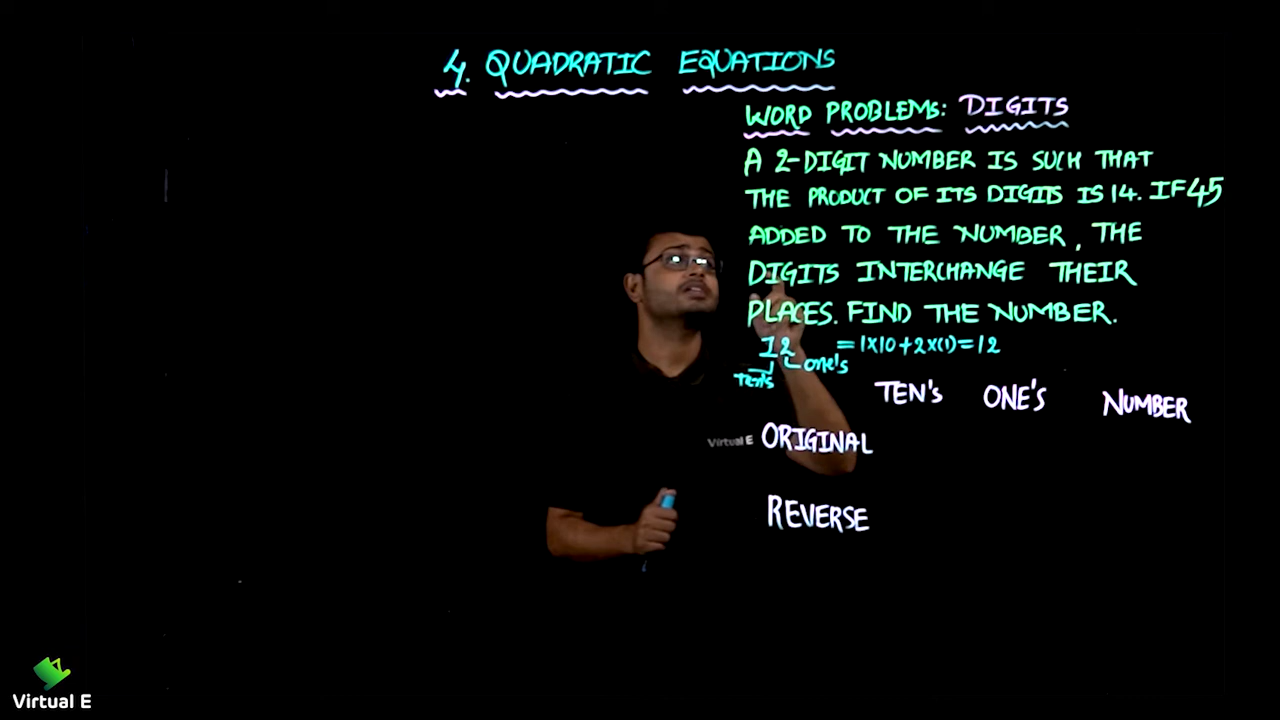 4. QUADRATIC EQUATIONS
WORD PROBLEMS: DIGITS
A 2-DIGIT NUMBER IS SUCH THAT
THE PRODUCT OF ITS DIGITS IS 14. IF 45
ADDED TO THE NUMBER, THE
DIGITS INTERCHANGE THEIR
PLACES. FIND THE NUMBER.
12 = 1×10+2×(1)=12
Ten's one's
TEN'S ONE'S NUMBER
Virtual E ORIGINAL
REVERSE
Virtual E